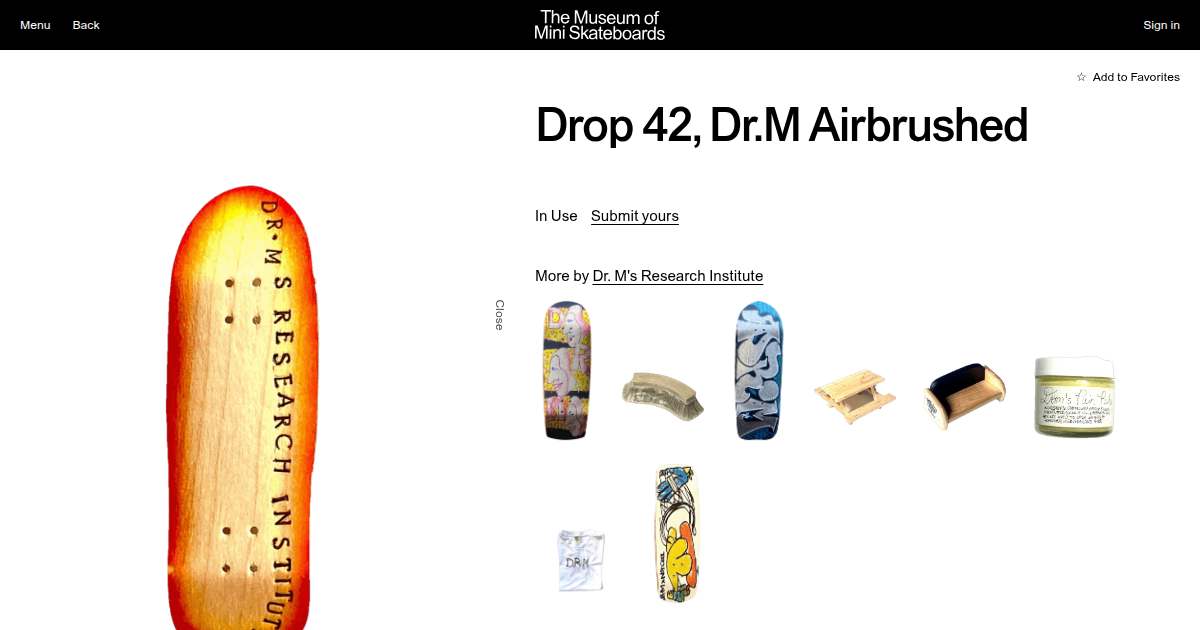 Menu
Back
The Museum of
Mini Skateboards
Sign in
☆ Add to Favorites
Drop 42, Dr.M Airbrushed
In Use
Submit yours
More by Dr. M's Research Institute
Close
DR•M S RESEARCH INSTITUT
DRM